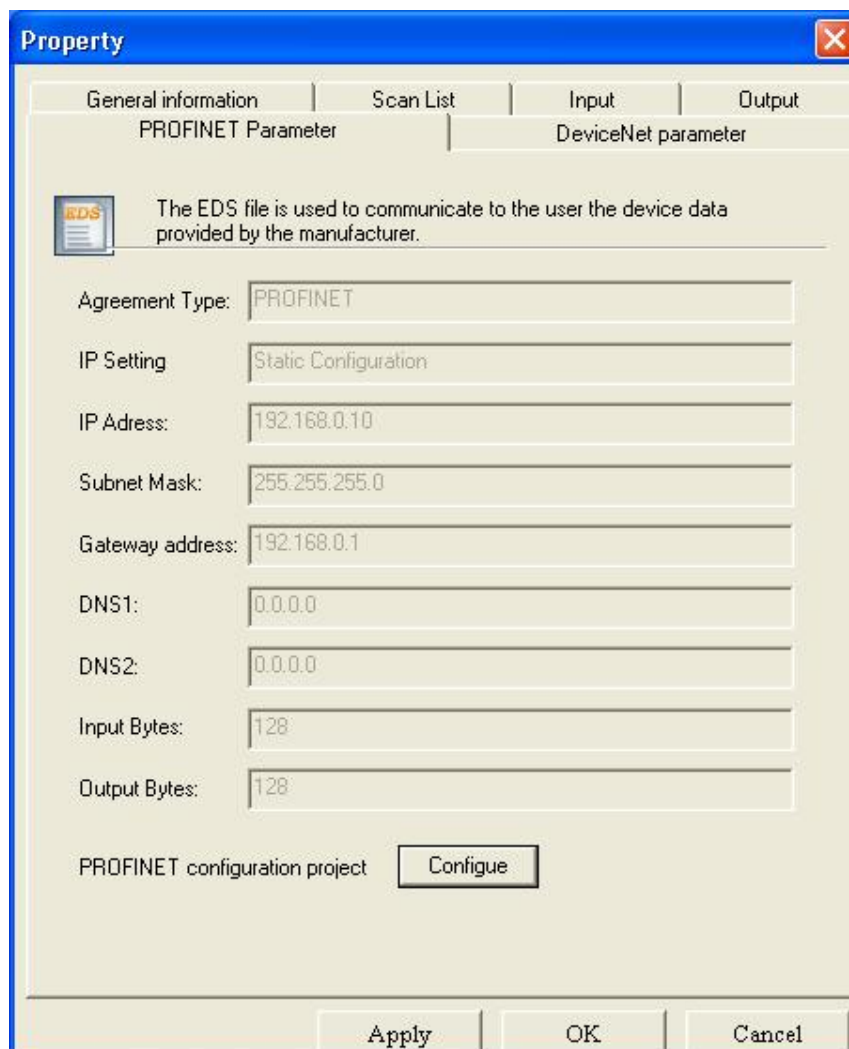 Property
General information Scan List Input Output
PROFINET Parameter DeviceNet parameter
EDS The EDS file is used to communicate to the user the device data
provided by the manufacturer.
Agreement Type: PROFINET
IP Setting Static Configuration
IP Adress: 192.168.0.10
Subnet Mask: 255.255.255.0
Gateway address: 192.168.0.1
DNS1: 0.0.0.0
DNS2: 0.0.0.0
Input Bytes: 128
Output Bytes: 128
PROFINET configuration project Configue
Apply OK Cancel